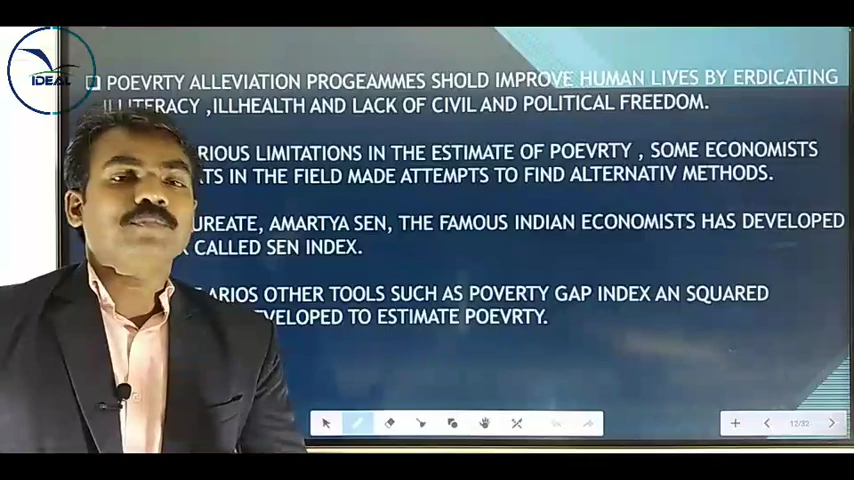 IDEAL
POEVRTY ALLEVIATION PROGEAMMES SHOLD IMPROVE HUMAN LIVES BY ERDICATING
ILLITERACY ,ILLHEALTH AND LACK OF CIVIL AND POLITICAL FREEDOM.
RIOUS LIMITATIONS IN THE ESTIMATE OF POEVRTY , SOME ECONOMISTS
RTS IN THE FIELD MADE ATTEMPTS TO FIND ALTERNATIV METHODS.
UREATE, AMARTYA SEN, THE FAMOUS INDIAN ECONOMISTS HAS DEVELOPED
CALLED SEN INDEX.
ARIOS OTHER TOOLS SUCH AS POVERTY GAP INDEX AN SQUARED
EVELOPED TO ESTIMATE POEVRTY.
12/32